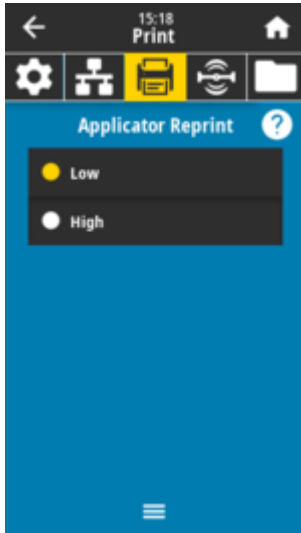 15:18
Print
Applicator Reprint
?
Low
High